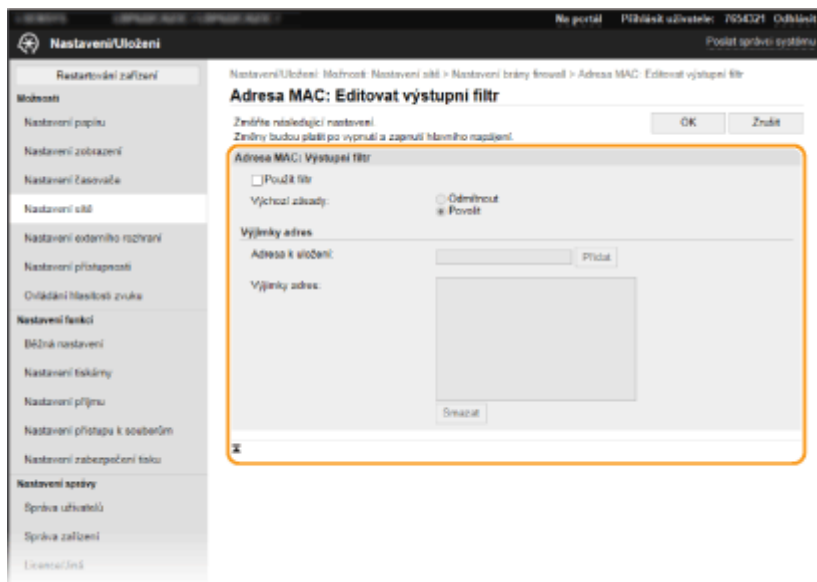 Na portál Přihlásit uživatele: 7654321 Odhlásit
Nastavení/Uložení
Poslat správci systému
Restartování zařízení
Možnosti
Nastavení papíru
Nastavení zobrazení
Nastavení časovače
Nastavení sítě
Nastavení externího rozhraní
Nastavení přístupnosti
Ovládání hlasitosti zvuku
Nastavení funkcí
Běžná nastavení
Nastavení tiskárny
Nastavení příjmu
Nastavení přístupu k souborům
Nastavení zabezpečení tisku
Nastavení správy
Správa uživatelů
Správa zařízení
Licence/Jiné
Nastavení/Uložení: Možnosti: Nastavení sítě > Nastavení brány firewall > Adresa MAC: Editovat výstupní filtr
Adresa MAC: Editovat výstupní filtr
Změňte následující nastavení.
Změny budou platit po vypnutí a zapnutí hlavního napájení.
OK Zrušit
Adresa MAC: Výstupní filtr
Použít filtr
Výchozí zásady:
Odmítnout
Povolit
Výjimky adres
Adresa k uložení:
Přidat
Výjimky adres:
Smazat